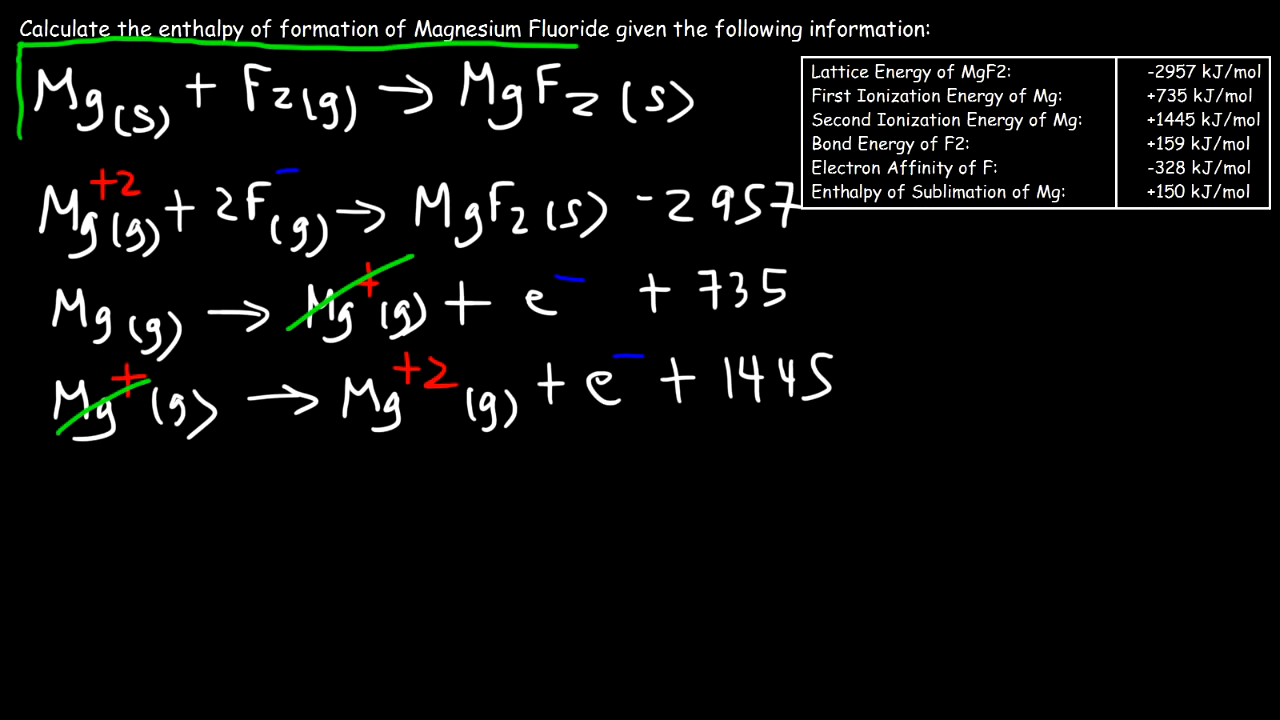 Calculate the enthalpy of formation of Magnesium Fluoride given the following information:
Mg(s) + F2(g) → MgF2(s)
Lattice Energy of MgF2: -2957 kJ/mol
First Ionization Energy of Mg: +735 kJ/mol
Second Ionization Energy of Mg: +1445 kJ/mol
Bond Energy of F2: +159 kJ/mol
Electron Affinity of F: -328 kJ/mol
Enthalpy of Sublimation of Mg: +150 kJ/mol
Mg+2(g) + 2F-(g) → MgF2(s) -2957
Mg(g) → Mg+(g) + e- + 735
Mg+(g) → Mg+2(g) + e- + 1445